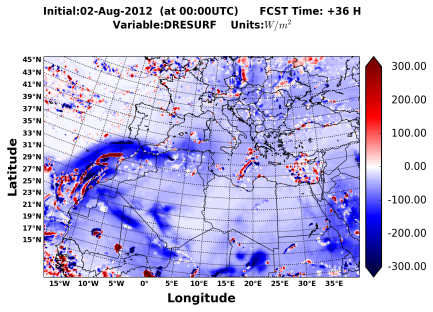 Initial:02-Aug-2012 (at 00:00UTC) FCST Time: +36 H
Variable:DRESURF Units:W/m²
45°N
43°N
41°N
39°N
37°N
35°N
33°N
31°N
29°N
27°N
25°N
23°N
21°N
19°N
17°N
15°N
Latitude
15°W 10°W 5°W 0° 5°E 10°E 15°E 20°E 25°E 30°E 35°E
Longitude
300.00
200.00
100.00
0.00
-100.00
-200.00
-300.00